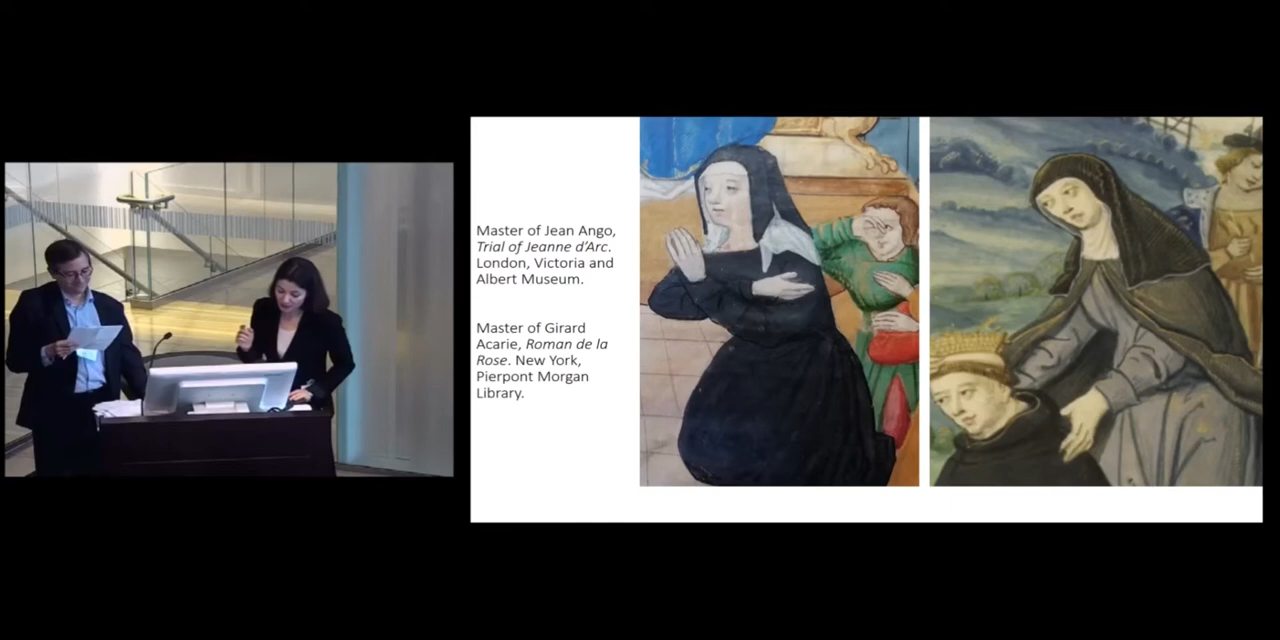 Master of Jean Ango,
Trial of Jeanne d'Arc.
London, Victoria and
Albert Museum.
Master of Girard
Acarie, Roman de la
Rose. New York,
Pierpont Morgan
Library.